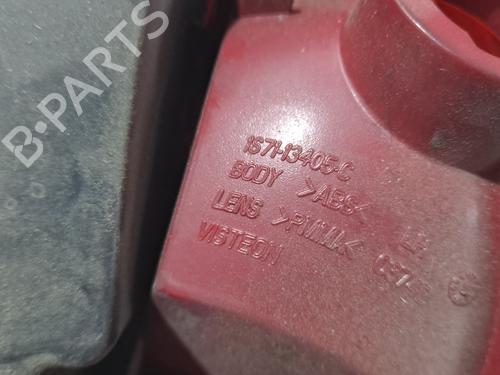 B-PARTS
1S71-13405-C
BODY >ABS<
LENS >PMMA<
VISTEON